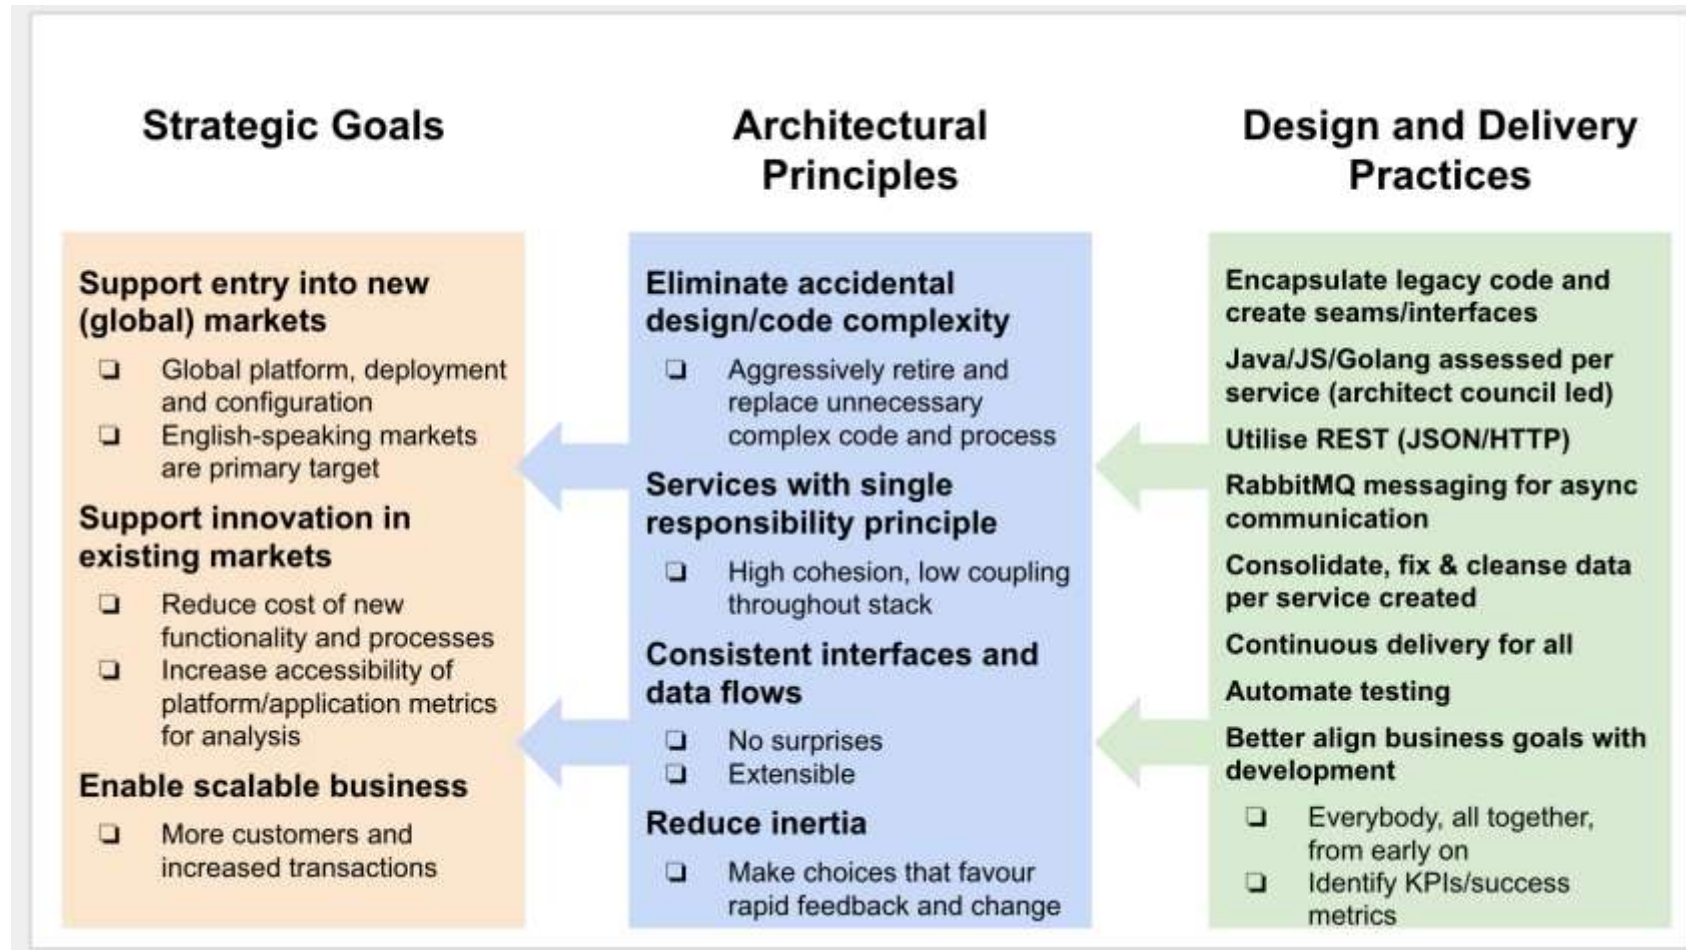 Strategic Goals
Support entry into new
(global) markets
❏ Global platform, deployment
and configuration
❏ English-speaking markets
are primary target
Support innovation in
existing markets
❏ Reduce cost of new
functionality and processes
❏ Increase accessibility of
platform/application metrics
for analysis
Enable scalable business
❏ More customers and
increased transactions
Architectural
Principles
Eliminate accidental
design/code complexity
❏ Aggressively retire and
replace unnecessary
complex code and process
Services with single
responsibility principle
❏ High cohesion, low coupling
throughout stack
Consistent interfaces and
data flows
❏ No surprises
❏ Extensible
Reduce inertia
❏ Make choices that favour
rapid feedback and change
Design and Delivery
Practices
Encapsulate legacy code and
create seams/interfaces
Java/JS/Golang assessed per
service (architect council led)
Utilise REST (JSON/HTTP)
RabbitMQ messaging for async
communication
Consolidate, fix & cleanse data
per service created
Continuous delivery for all
Automate testing
Better align business goals with
development
❏ Everybody, all together,
from early on
❏ Identify KPIs/success
metrics